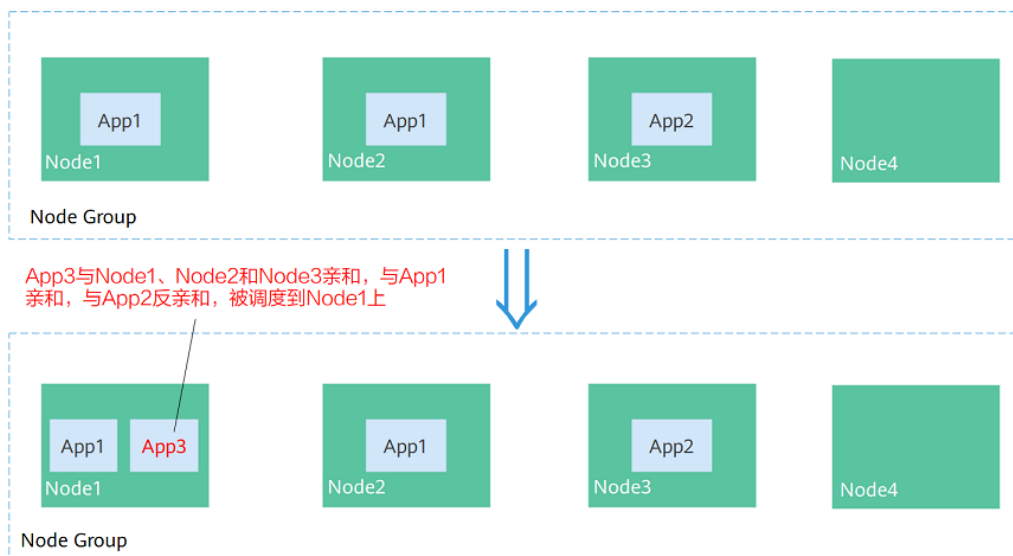 App1
App1
App2
Node1
Node2
Node3
Node4
Node Group
App3与Node1、Node2和Node3亲和，与App1
亲和，与App2反亲和，被调度到Node1上
App1
App3
App1
App2
Node1
Node2
Node3
Node4
Node Group